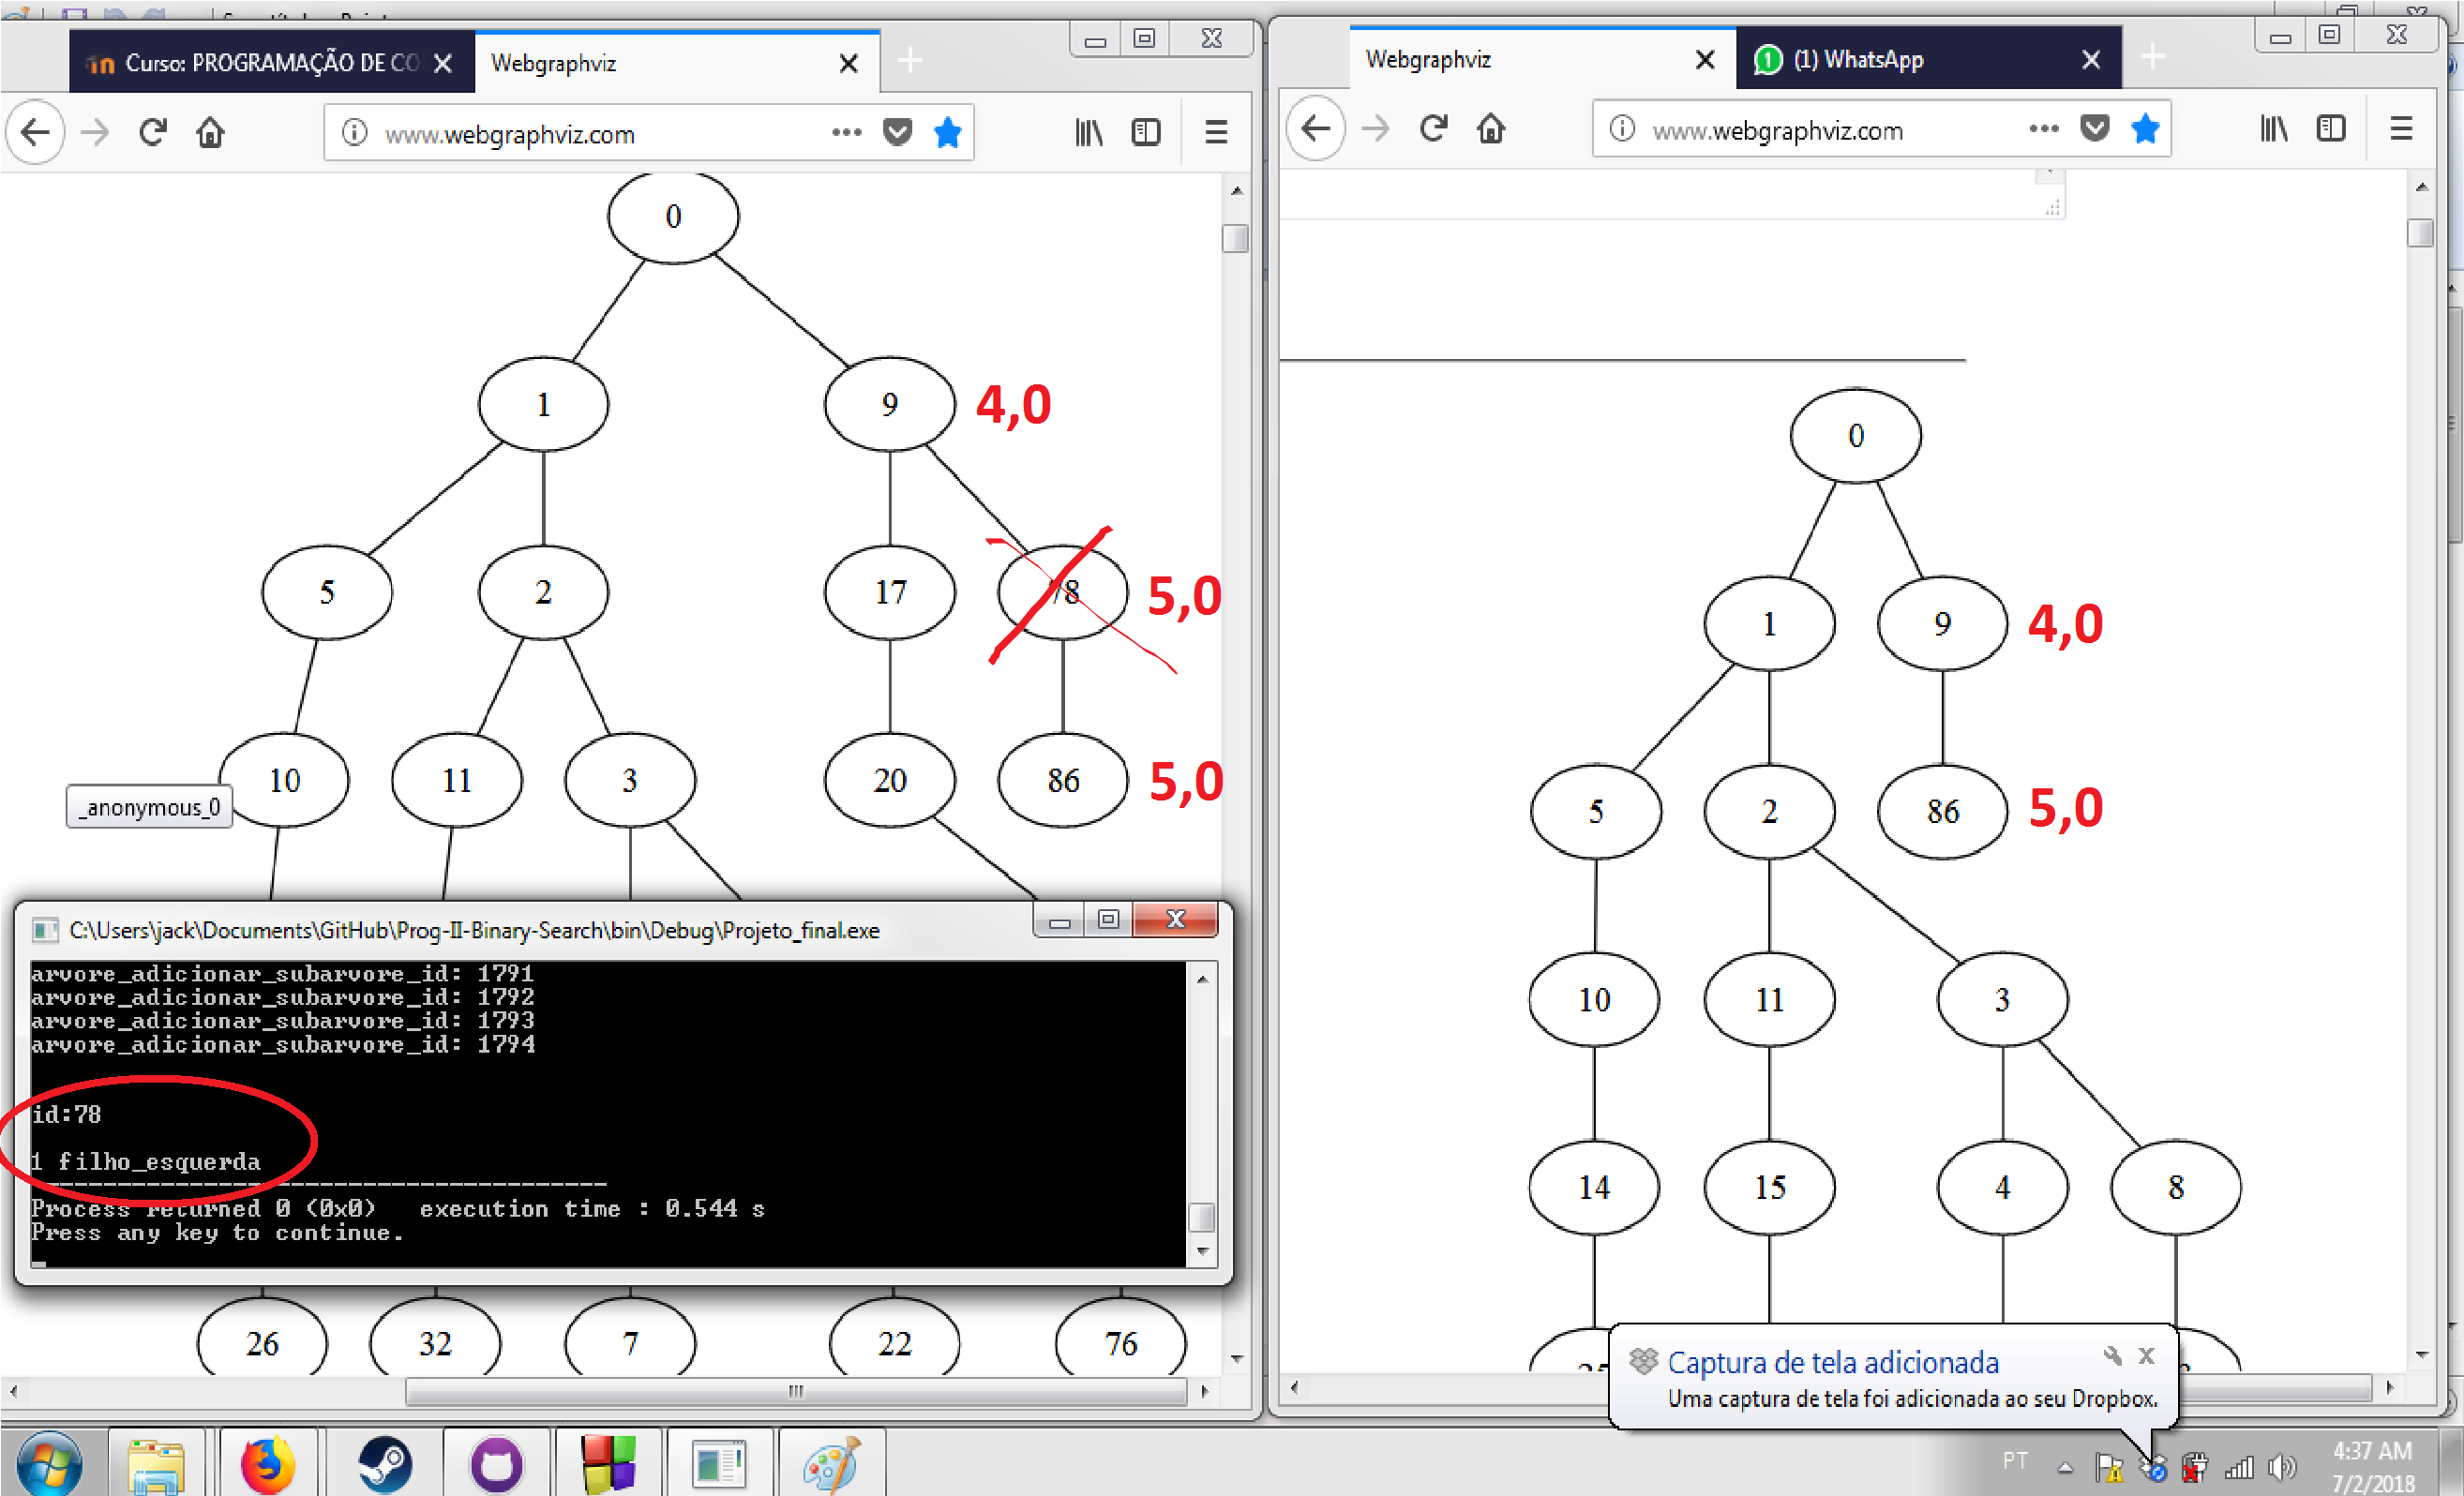 Curso: PROGRAMAÇÃO DE CO
Webgraphviz
www.webgraphviz.com
0
1
9
4,0
5
2
17
78
5,0
10
11
3
20
86
5,0
_anonymous_0
C:\Users\jack\Documents\GitHub\Prog-II-Binary-Search\bin\Debug\Projeto_final.exe
arvore_adicionar_subarvore_id: 1791
arvore_adicionar_subarvore_id: 1792
arvore_adicionar_subarvore_id: 1793
arvore_adicionar_subarvore_id: 1794
id:78
1 filho_esquerda
Process returned 0 (0x0)   execution time : 0.544 s
Press any key to continue.
26
32
7
22
76
Webgraphviz
(1) WhatsApp
www.webgraphviz.com
0
1
9
4,0
5
2
86
5,0
10
11
3
14
15
4
8
Captura de tela adicionada
Uma captura de tela foi adicionada ao seu Dropbox.
PT
4:37 AM
7/2/2018